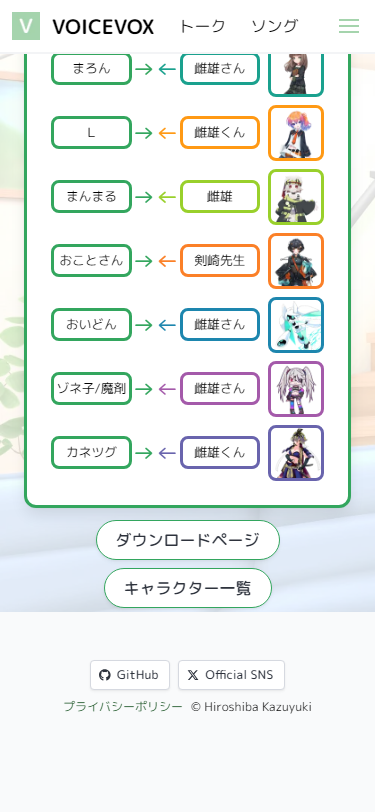 V VOICEVOX トーク ソング
まろん → ← 雌雄さん
L → ← 雌雄くん
まんまる → ← 雌雄
おことさん → ← 剣崎先生
おいどん → ← 雌雄さん
ゾネ子/魔剤 → ← 雌雄さん
カネツグ → ← 雌雄くん
ダウンロードページ
キャラクター一覧
GitHub Official SNS
プライバシーポリシー © Hiroshiba Kazuyuki